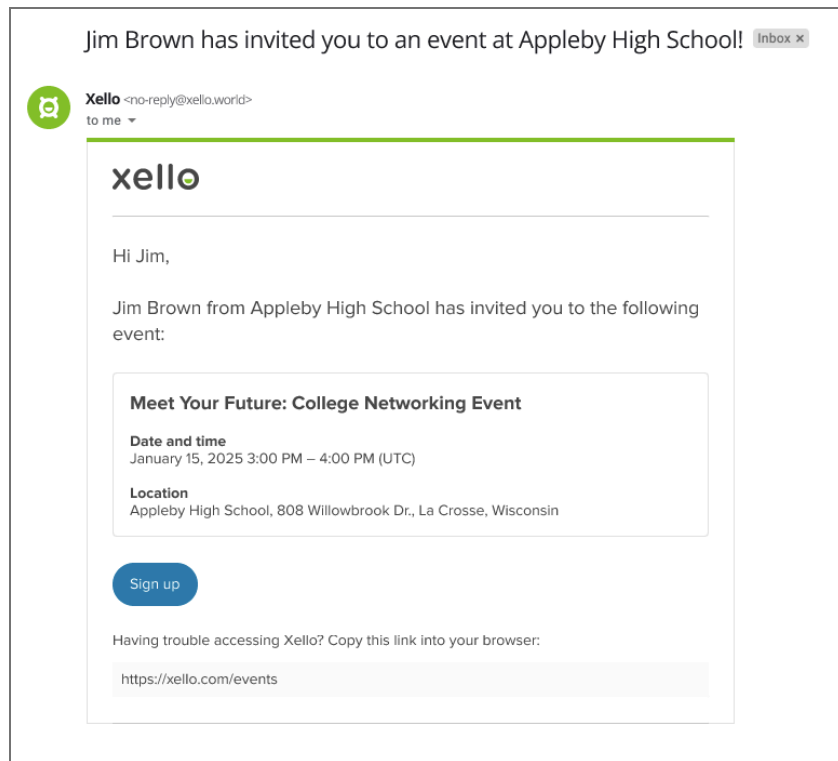 Jim Brown has invited you to an event at Appleby High School! Inbox ×
Xello <no-reply@xello.world>
to me
xello
Hi Jim,
Jim Brown from Appleby High School has invited you to the following
event:
Meet Your Future: College Networking Event
Date and time
January 15, 2025 3:00 PM – 4:00 PM (UTC)
Location
Appleby High School, 808 Willowbrook Dr., La Crosse, Wisconsin
Sign up
Having trouble accessing Xello? Copy this link into your browser:
https://xello.com/events